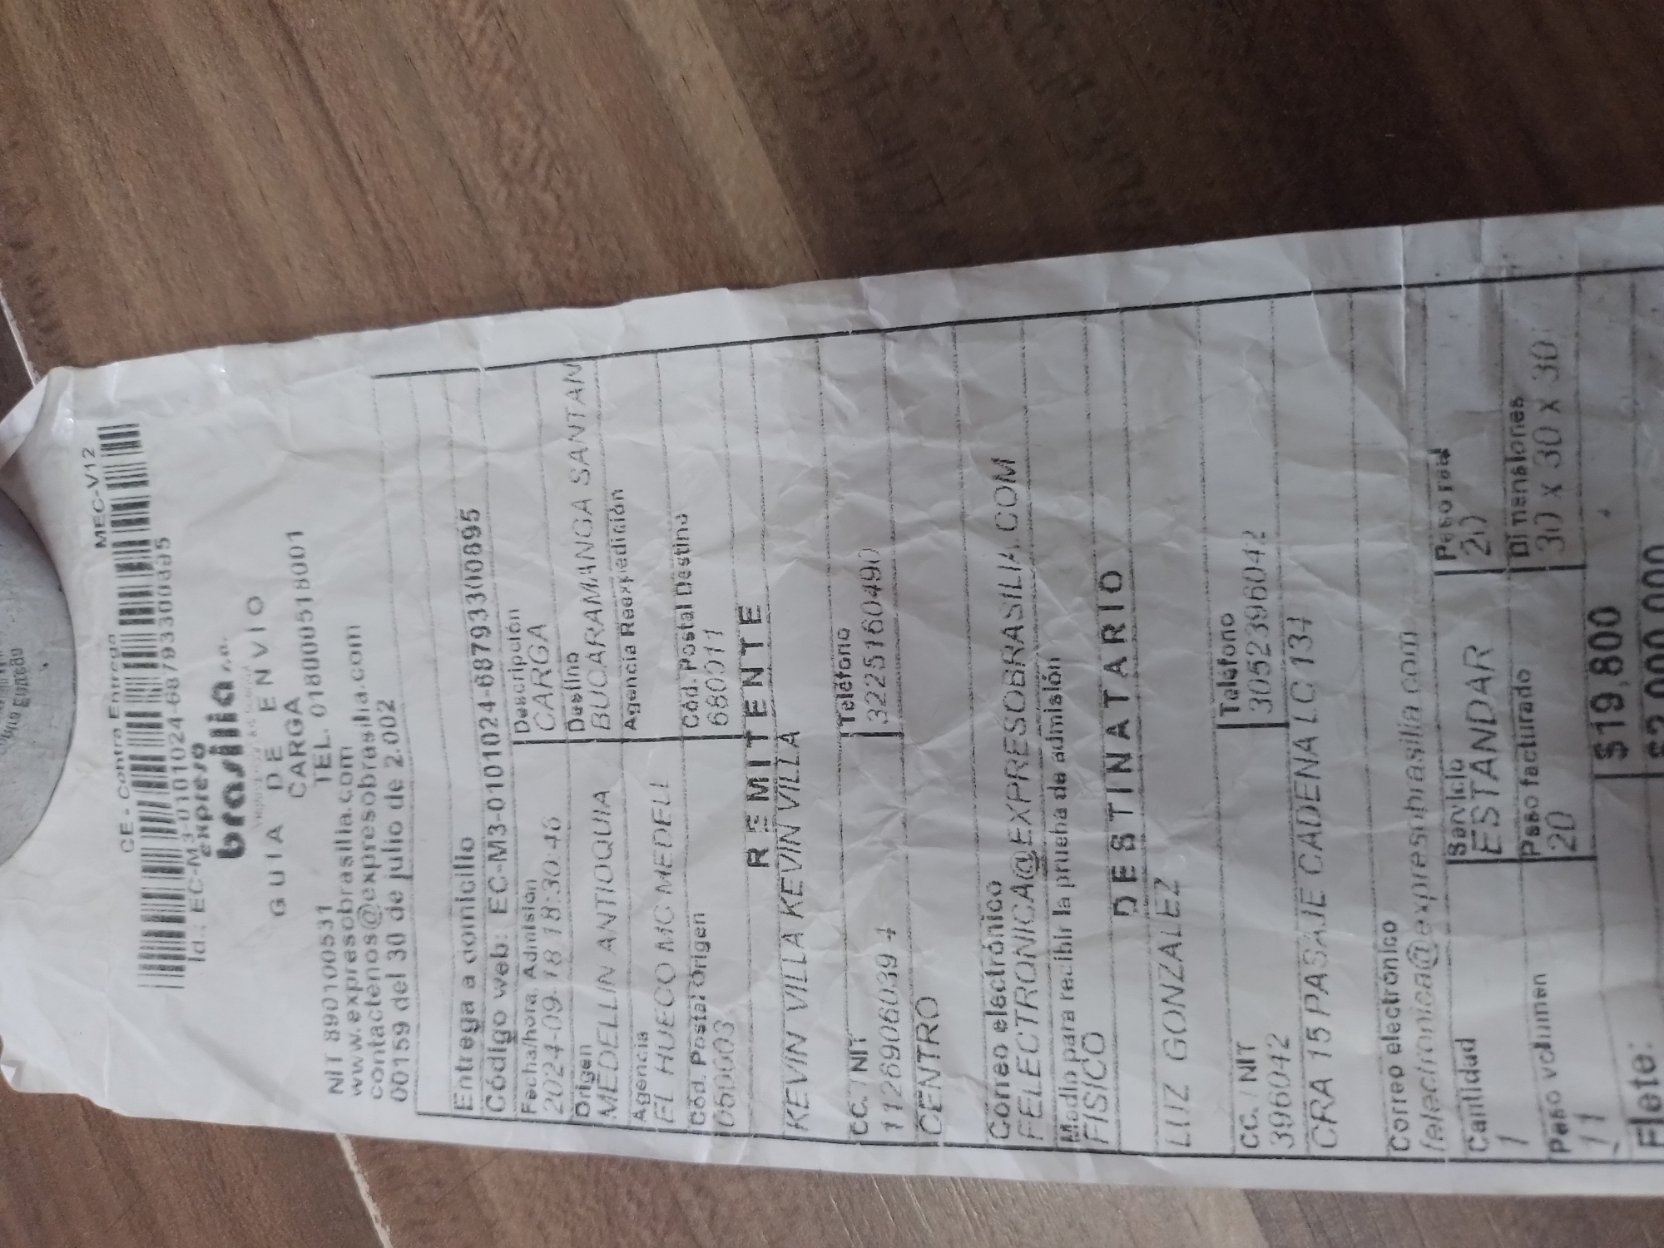 MEC-V12
CE - Contra Entrega
Id.: EC-M3-0101024-687933300895
expreso
brasilia s.a.
GUIA DE ENVIO
CARGA
NIT 890100531 TEL. 018000518001
www.expresobrasilia.com
contactenos@expresobrasilia.com
00159 del 30 de julio de 2.002
Entrega a domicilio
Código web: EC-M3-0101024-687933300895
Fecha/hora. Admisión Descripción
2024-09-18 18:30:46 CARGA
Origen Destino
MEDELLIN ANTIOQUIA BUCARAMANGA SANTAN
Agencia Agencia Reexpedición
EL HUECO MC MEDELL
Cód. Postal Origen Cód. Postal Destino
050003 680011
REMITENTE
KEVIN VILLA KEVIN VILLA
CC. / NIT Teléfono
11269060394 3225160490
CENTRO
Correo electrónico
FELECTRONICA@EXPRESOBRASILIA.COM
Medio para recibir la prueba de admisión
FISICO
DESTINATARIO
LUZ GONZALEZ
CC. / NIT Teléfono
396042 3052396042
CRA 15 PASAJE CADENA LC 134
Correo electrónico
felectronica@expresobrasilia.com
Cantidad Servicio Peso real
1 ESTANDAR 20
Peso volumen Peso facturado Dimensiones
11 20 30 X 30 X 30
Flete: $19,800
$2,000,000